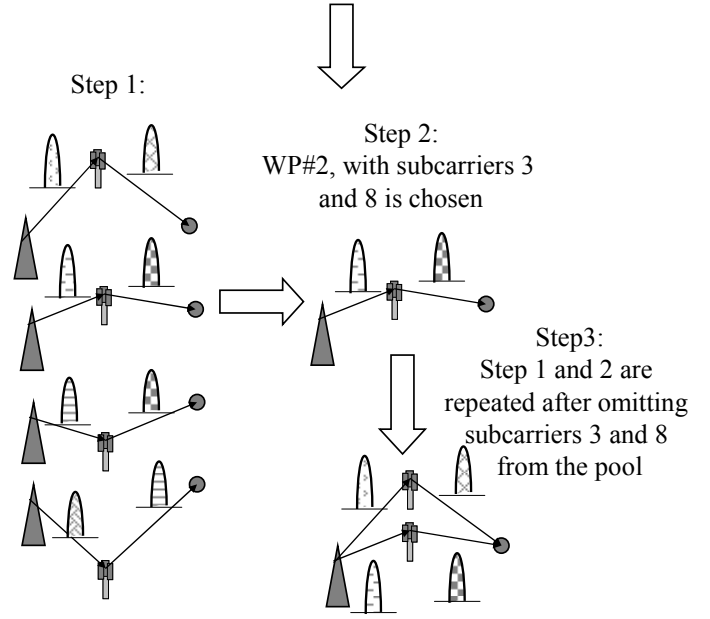 Step 1:
Step 2:
WP#2, with subcarriers 3
and 8 is chosen
Step3:
Step 1 and 2 are
repeated after omitting
subcarriers 3 and 8
from the pool